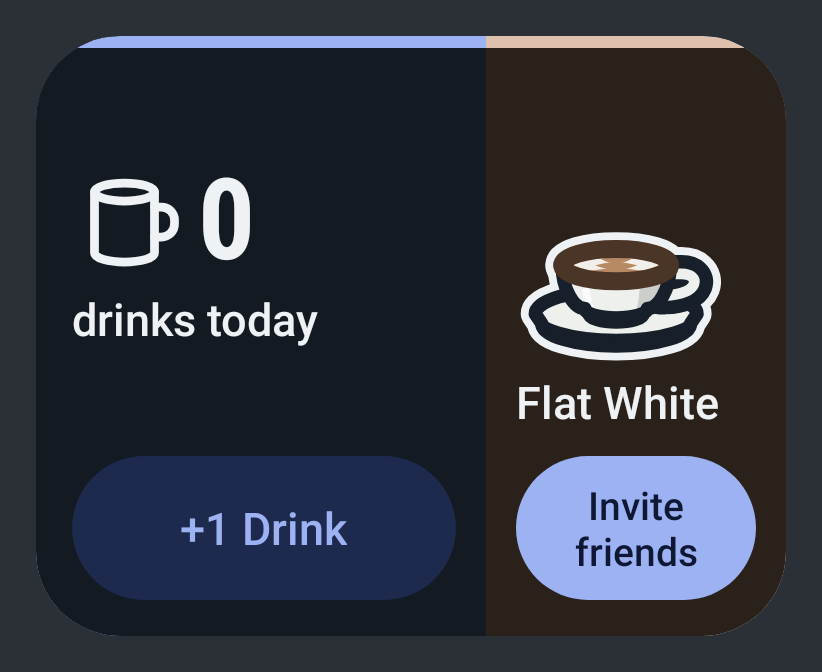 0
drinks today
+1 Drink
Flat White
Invite
friends